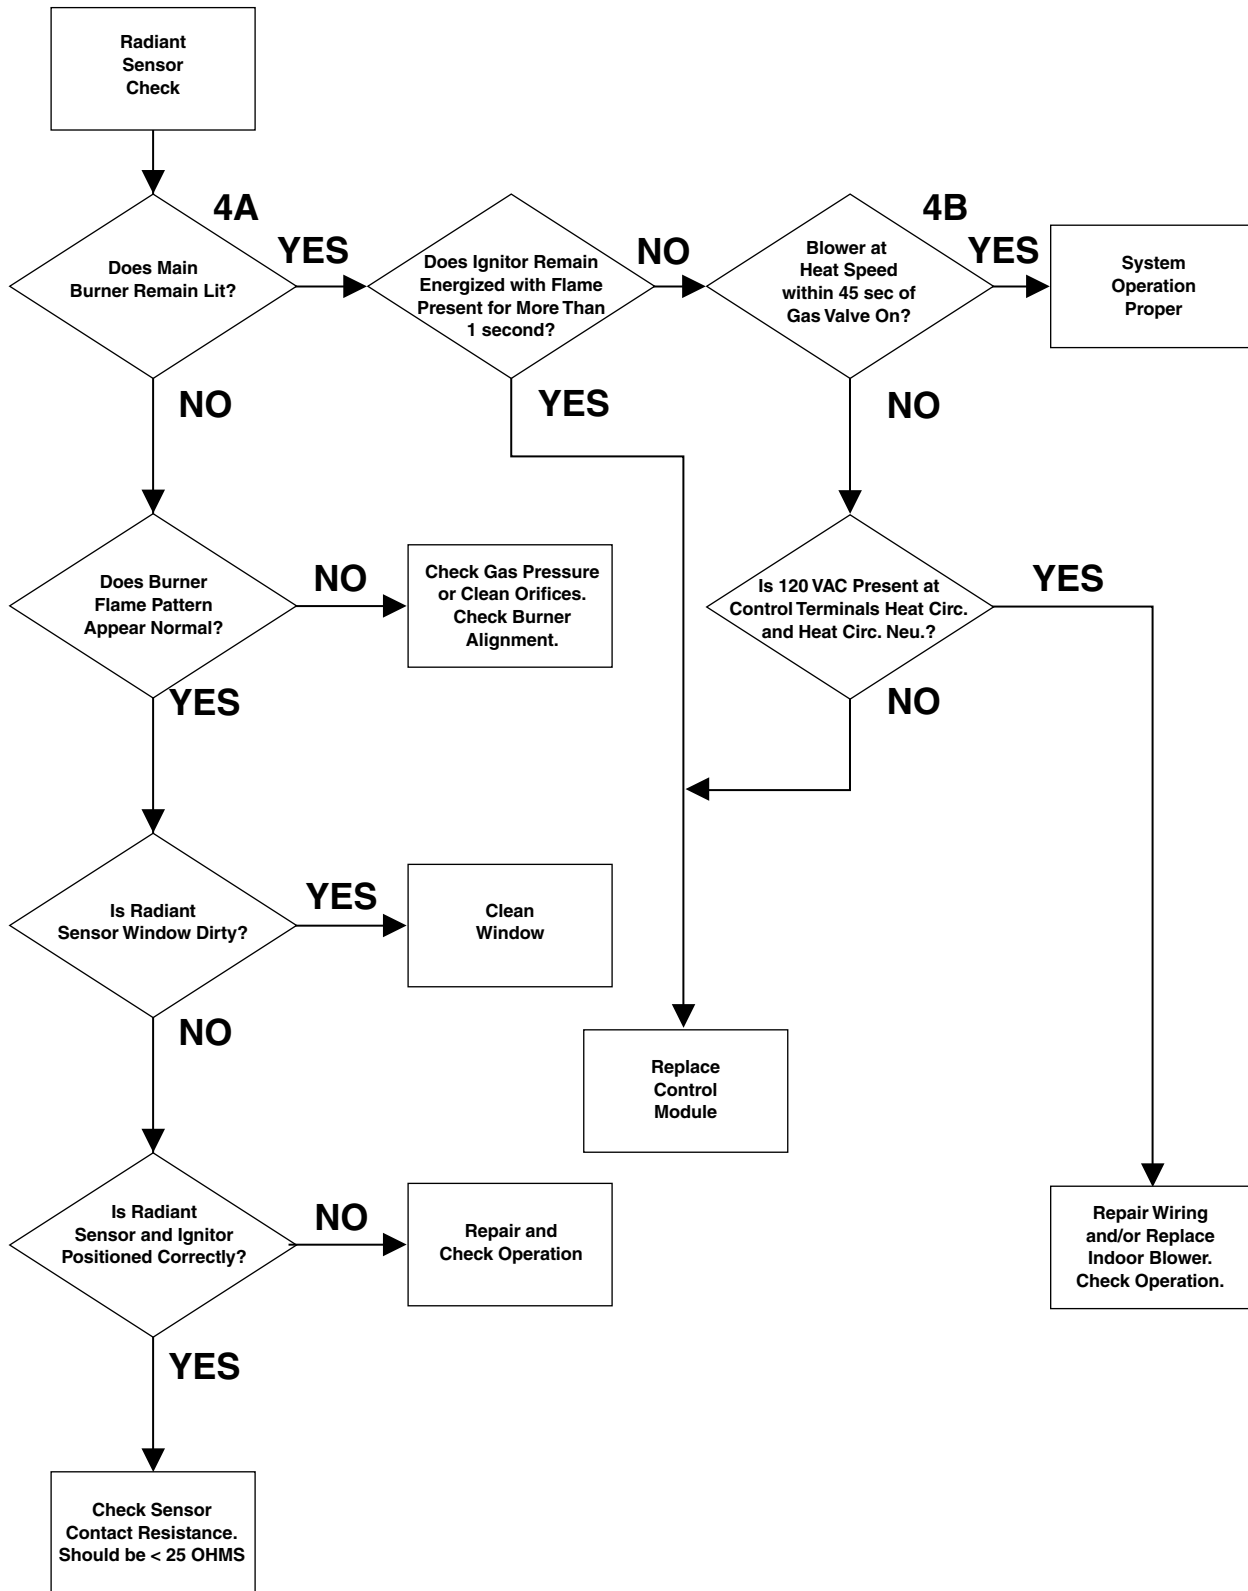 Radiant
Sensor
Check
4A
YES
Does Main
Burner Remain Lit?
NO
Does Ignitor Remain
Energized with Flame
Present for More Than
1 second?
NO
YES
4B
Blower at
Heat Speed
within 45 sec of
Gas Valve On?
YES
NO
System
Operation
Proper
Does Burner
Flame Pattern
Appear Normal?
NO
YES
Check Gas Pressure
or Clean Orifices.
Check Burner
Alignment.
Is 120 VAC Present at
Control Terminals Heat Circ.
and Heat Circ. Neu.?
YES
NO
Is Radiant
Sensor Window Dirty?
YES
NO
Clean
Window
Replace
Control
Module
Is Radiant
Sensor and Ignitor
Positioned Correctly?
NO
YES
Repair and
Check Operation
Repair Wiring
and/or Replace
Indoor Blower.
Check Operation.
Check Sensor
Contact Resistance.
Should be < 25 OHMS